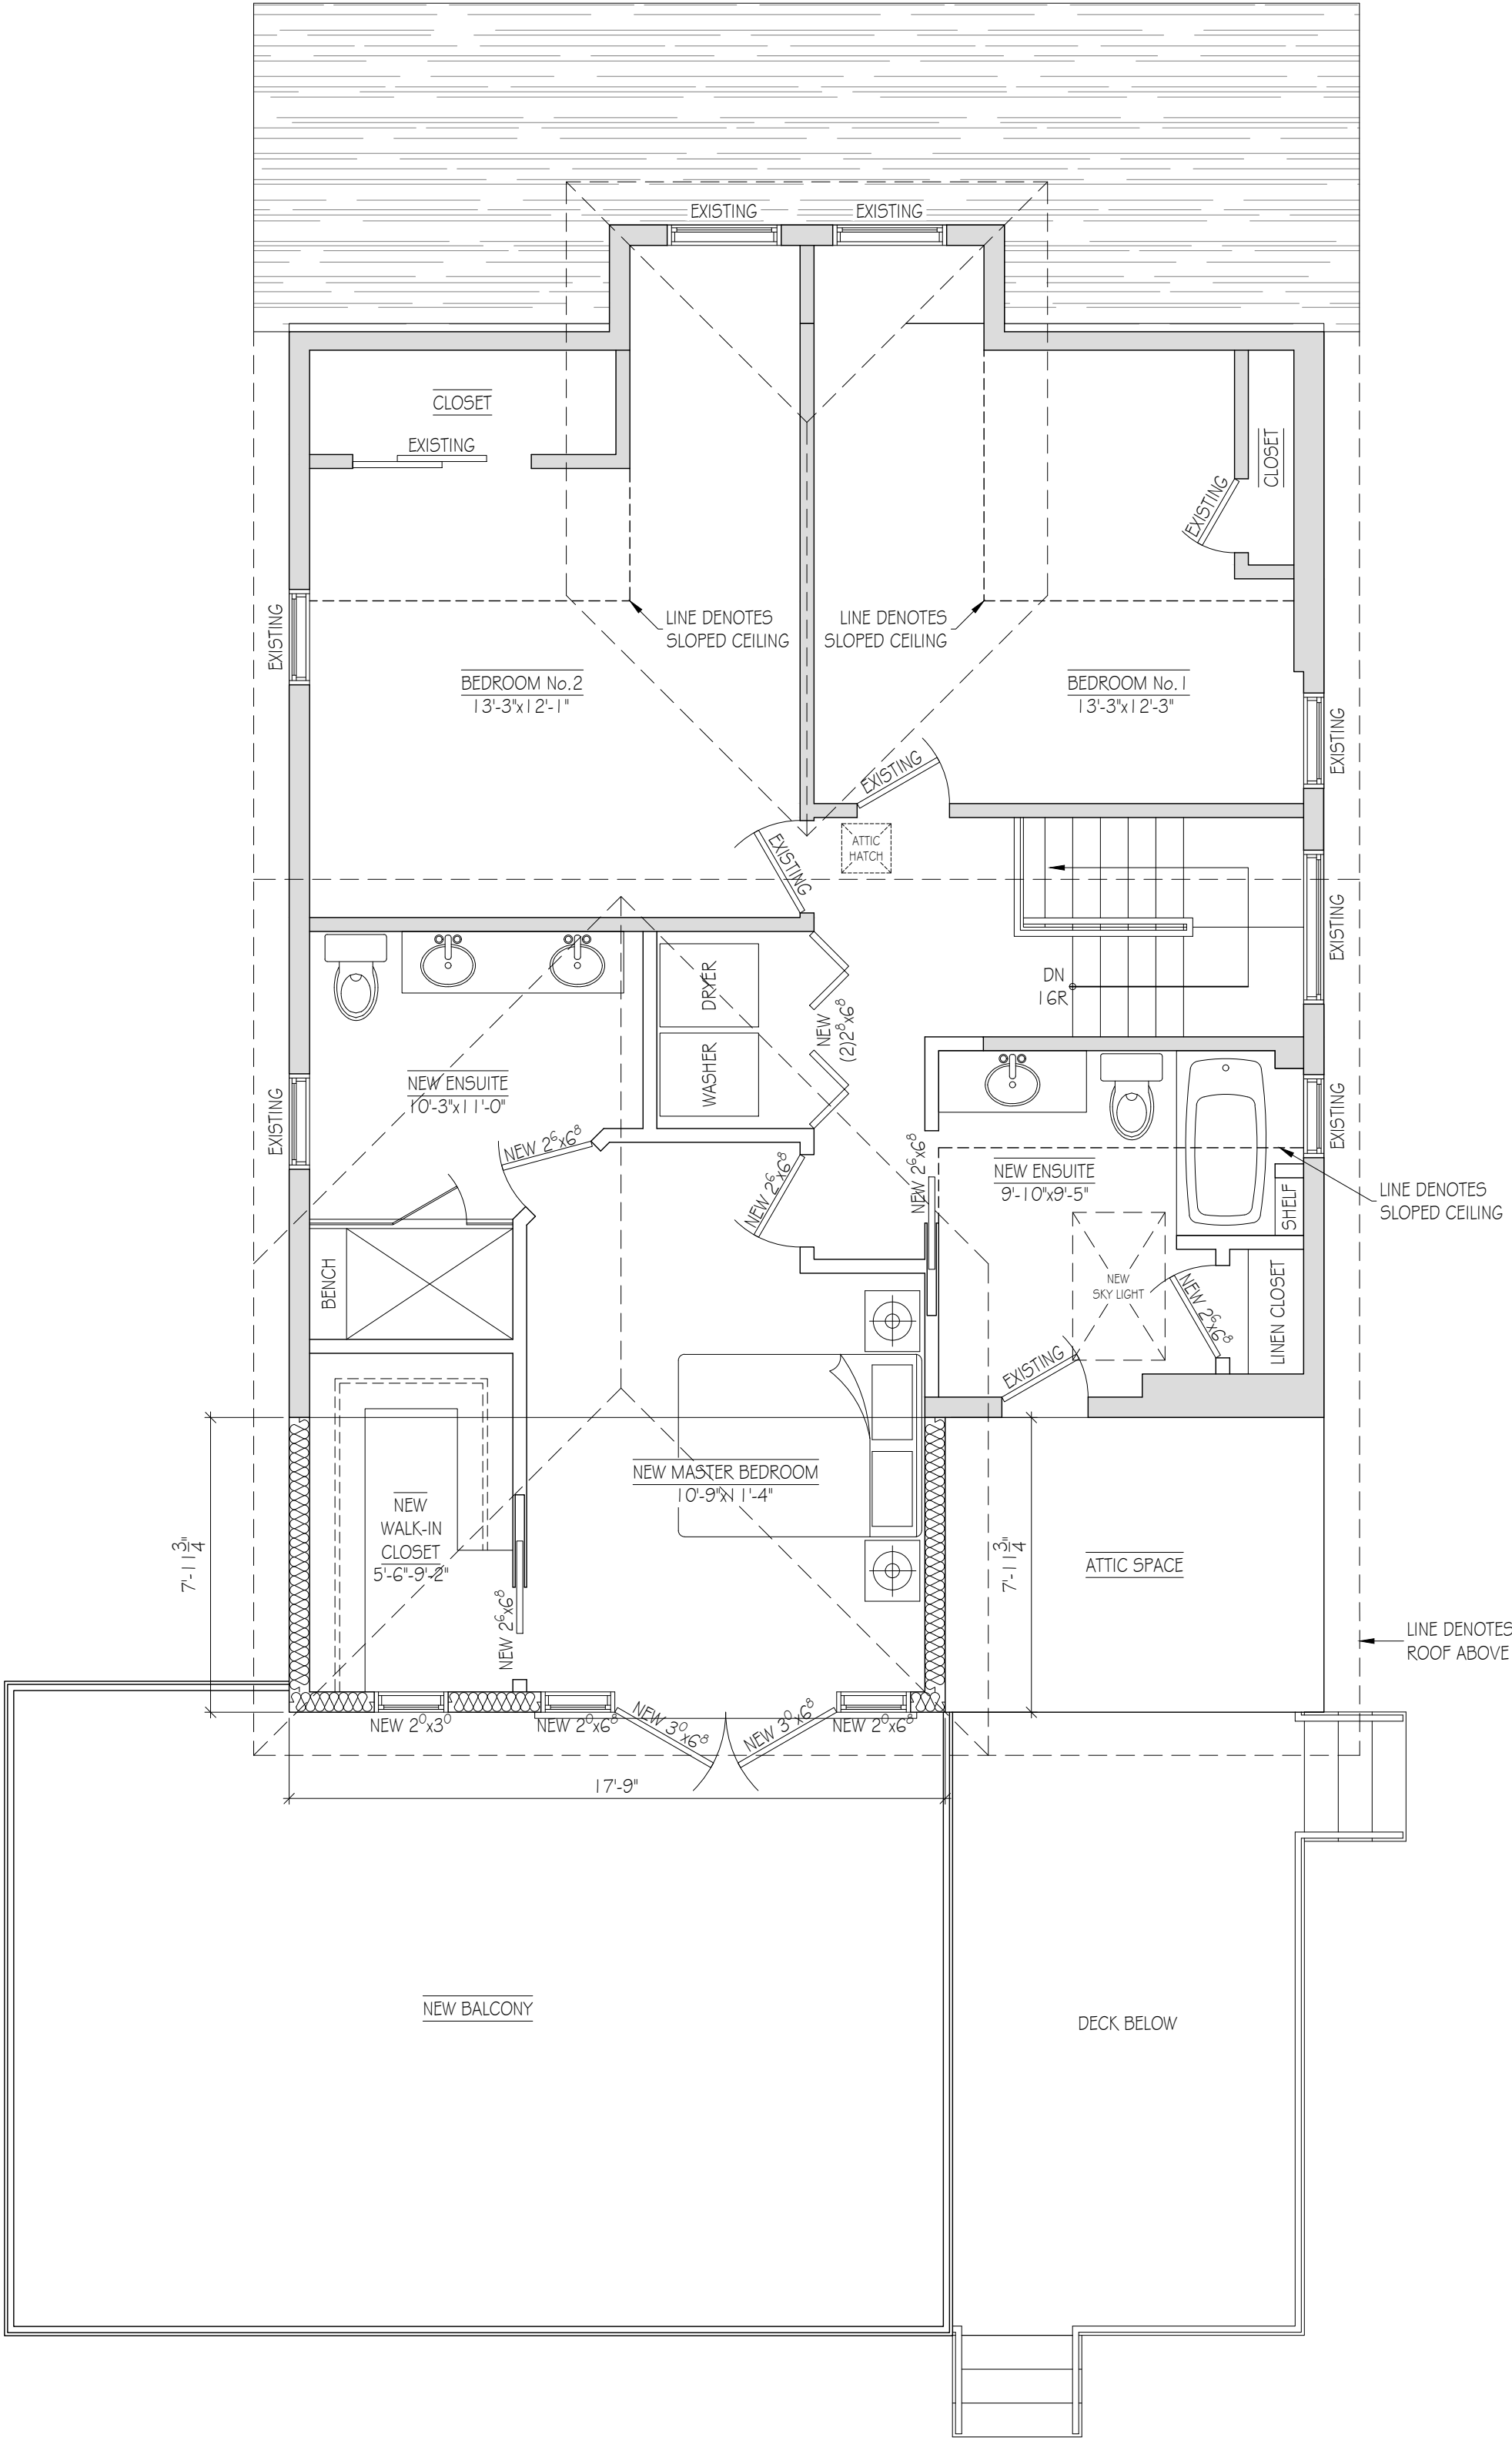 EXISTING
EXISTING
CLOSET
EXISTING
CLOSET
EXISTING
EXISTING
LINE DENOTES
SLOPED CEILING
LINE DENOTES
SLOPED CEILING
BEDROOM No.2
13'-3"x12'-1"
BEDROOM No.1
13'-3"x12'-3"
EXISTING
EXISTING
ATTIC
HATCH
EXISTING
EXISTING
DRYER
WASHER
NEW
(2)2⁸x6⁸
DN
16R
NEW ENSUITE
10'-3"x11'-0"
EXISTING
EXISTING
NEW 2⁶x6⁸
NEW 2⁶x6⁸
NEW 2⁶x6⁸
NEW ENSUITE
9'-10"x9'-5"
SHELF
LINE DENOTES
SLOPED CEILING
BENCH
NEW
SKY LIGHT
NEW 2⁶x6⁸
LINEN CLOSET
EXISTING
NEW MASTER BEDROOM
10'-9"x11'-4"
NEW
WALK-IN
CLOSET
5'-6"-9'-2"
NEW 2⁶x6⁸
7'-11 3/4"
7'-11 3/4"
ATTIC SPACE
LINE DENOTES
ROOF ABOVE
NEW 2⁰x3⁰
NEW 2⁰x6⁸
NEW 3⁰x6⁸
NEW 3⁰x6⁸
NEW 2⁰x6⁸
17'-9"
NEW BALCONY
DECK BELOW